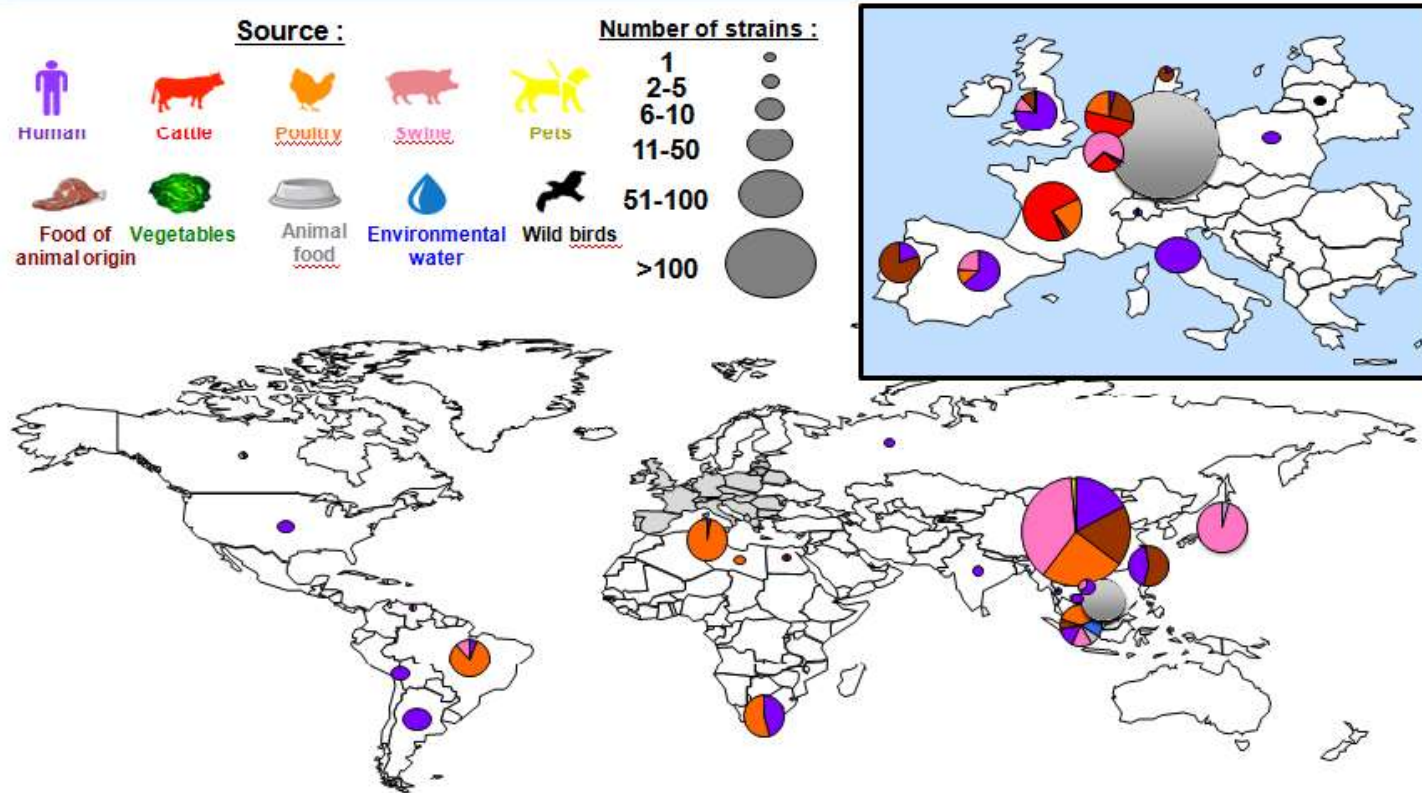 Source :
Number of strains :
Human
Cattle
Poultry
Swine
Pets
Food of
animal origin
Vegetables
Animal
food
Environmental
water
Wild birds
1
2-5
6-10
11-50
51-100
>100